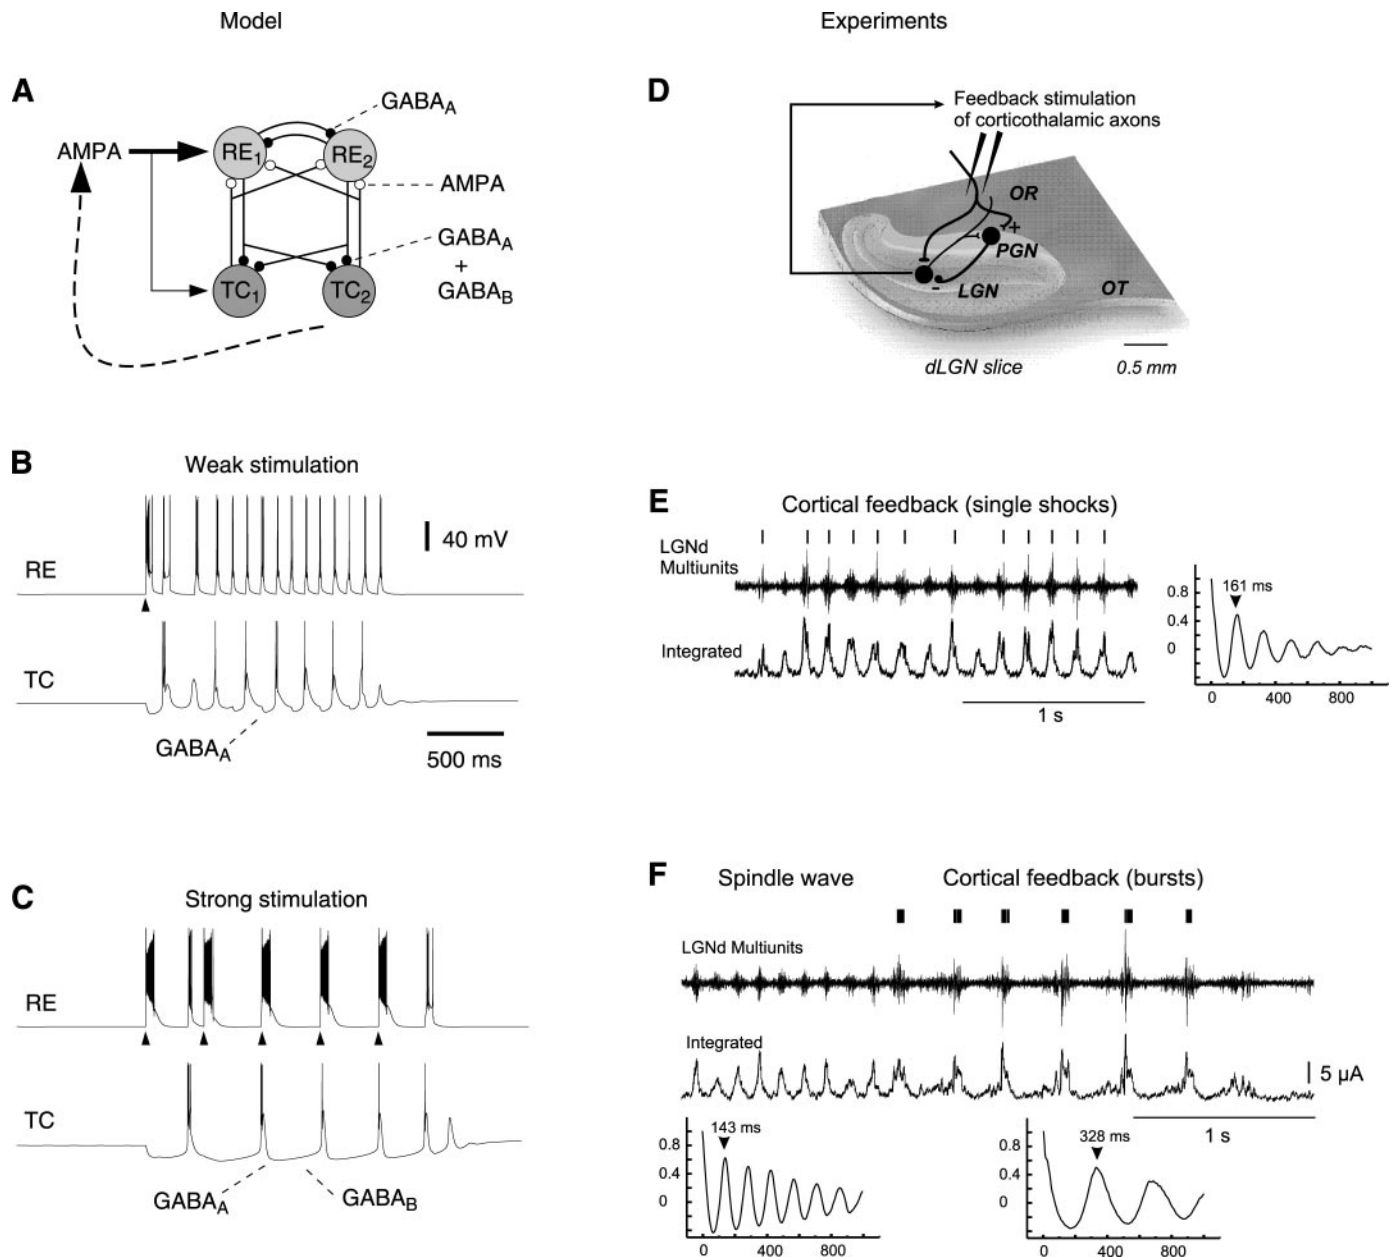 Model
Experiments
A
GABAA
AMPA
RE1
RE2
AMPA
GABAA
+
GABAB
TC1
TC2
D
Feedback stimulation
of corticothalamic axons
OR
+
PGN
-
LGN
OT
dLGN slice
0.5 mm
B
Weak stimulation
40 mV
RE
TC
GABAA
500 ms
E
Cortical feedback (single shocks)
LGNd
Multiunits
Integrated
1 s
161 ms
0.8
0.4
0
0
400
800
C
Strong stimulation
RE
TC
GABAA
GABAB
F
Spindle wave
Cortical feedback (bursts)
LGNd Multiunits
Integrated
5 µA
1 s
143 ms
0.8
0.4
0
0
400
800
328 ms
0.8
0.4
0
0
400
800